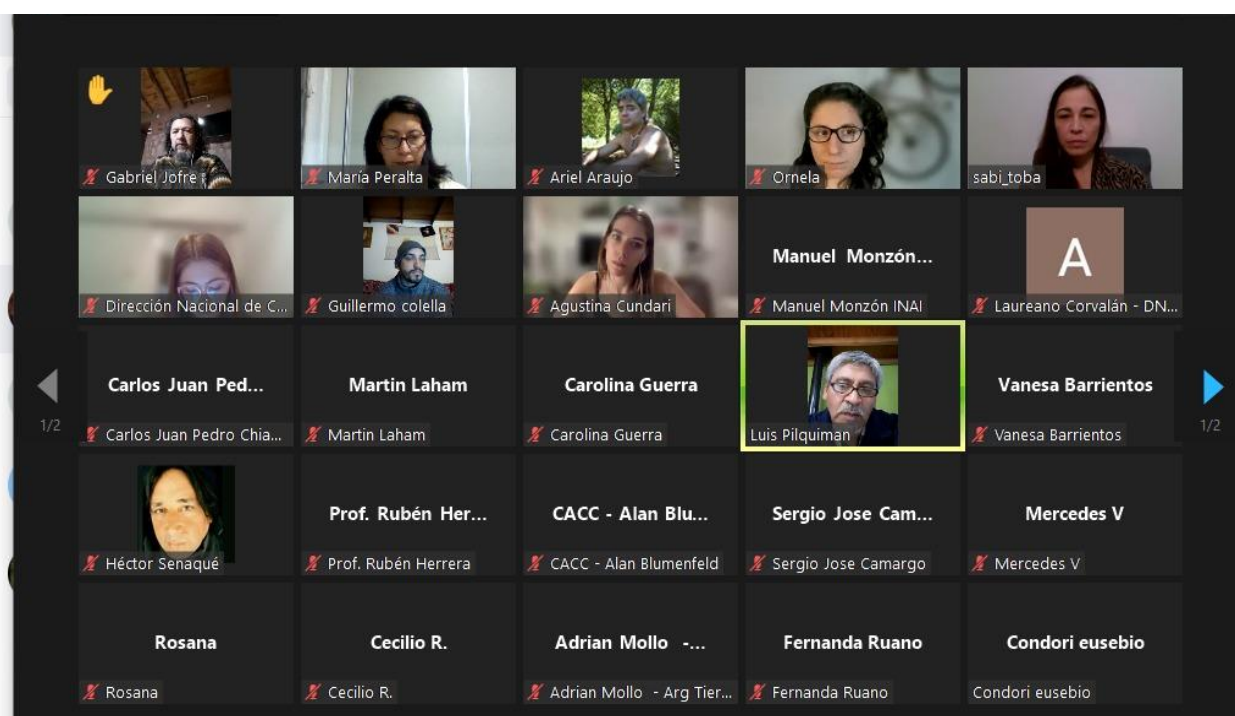 Gabriel Jofre
María Peralta
Ariel Araujo
Ornela
sabi_toba
Dirección Nacional de C...
Guillermo colella
Agustina Cundari
Manuel Monzón...
Manuel Monzón INAI
A
Laureano Corvalán - DN...
1/2
Carlos Juan Ped...
Carlos Juan Pedro Chia...
Martin Laham
Martin Laham
Carolina Guerra
Carolina Guerra
Luis Pilquiman
Vanesa Barrientos
Vanesa Barrientos
1/2
Héctor Senaqué
Prof. Rubén Her...
Prof. Rubén Herrera
CACC - Alan Blu...
CACC - Alan Blumenfeld
Sergio Jose Cam...
Sergio Jose Camargo
Mercedes V
Mercedes V
Rosana
Rosana
Cecilio R.
Cecilio R.
Adrian Mollo -...
Adrian Mollo - Arg Tier...
Fernanda Ruano
Fernanda Ruano
Condori eusebio
Condori eusebio